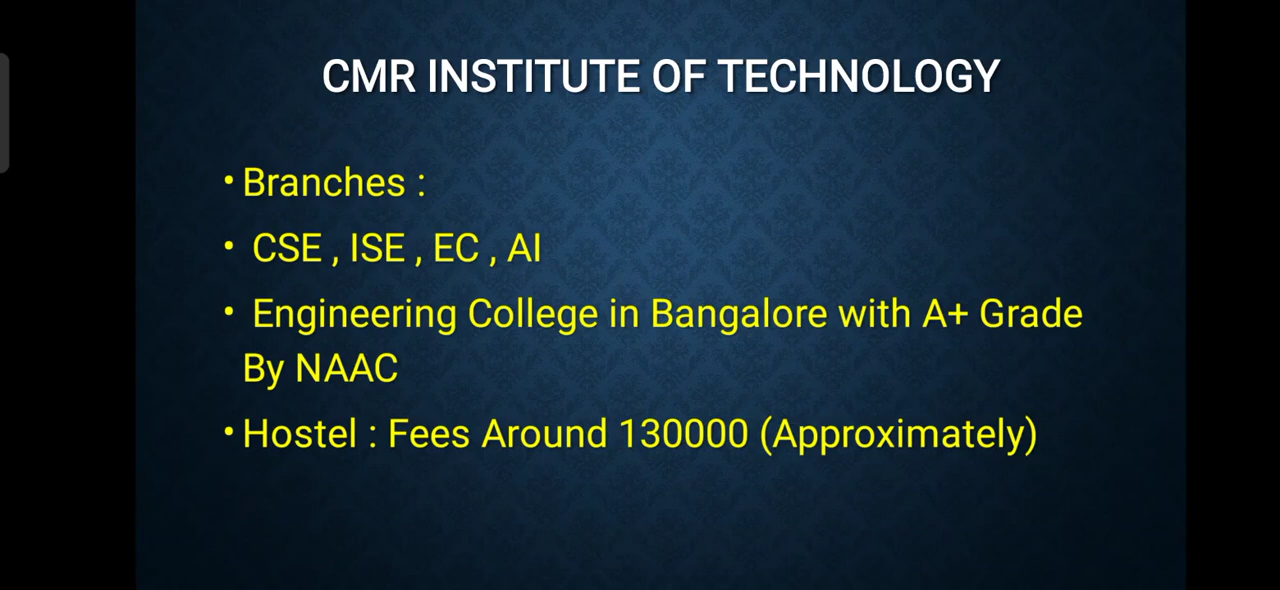 CMR INSTITUTE OF TECHNOLOGY
• Branches :
• CSE , ISE , EC , AI
• Engineering College in Bangalore with A+ Grade
By NAAC
• Hostel : Fees Around 130000 (Approximately)